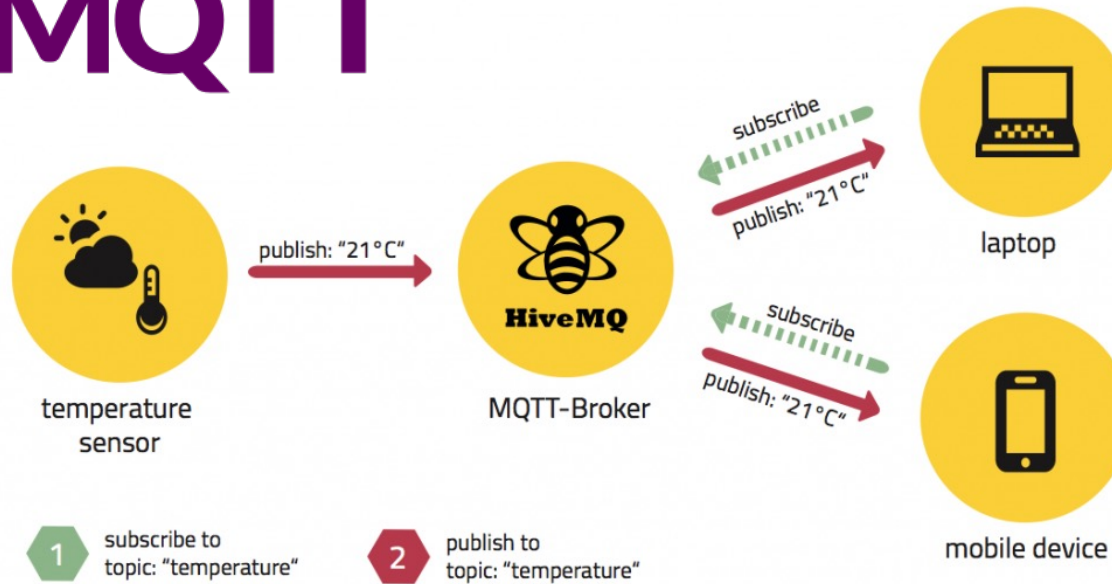 MQTT
subscribe
publish: “21°C“
laptop
publish: “21°C“
HiveMQ
subscribe
publish: “21°C“
temperature
sensor
MQTT-Broker
mobile device
1
subscribe to
topic: “temperature“
2
publish to
topic: “temperature“